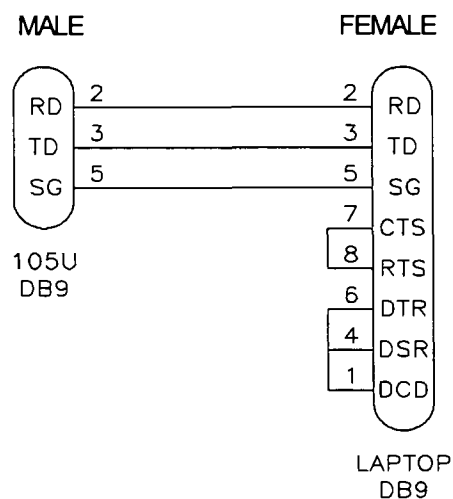 MALE
FEMALE
RD 2 2 RD
TD 3 3 TD
SG 5 5 SG
7 CTS
8 RTS
6 DTR
4 DSR
1 DCD
105U
DB9
LAPTOP
DB9